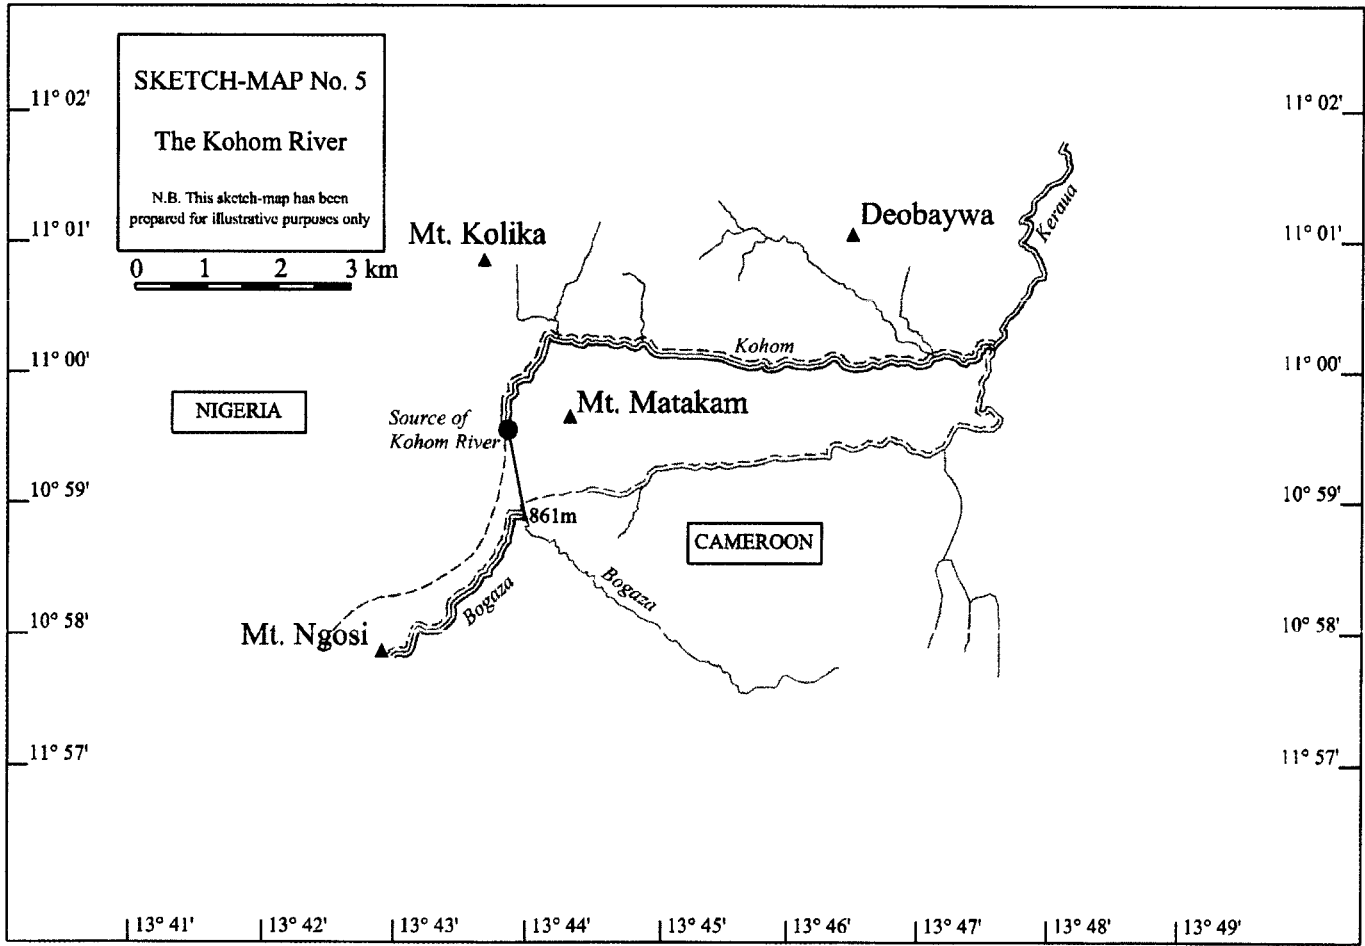 SKETCH-MAP No. 5
The Kohom River
N.B. This sketch-map has been
prepared for illustrative purposes only
0 1 2 3 km
11° 02'
11° 02'
11° 01'
11° 01'
Mt. Kolika
Deobaywa
Keraua
11° 00'
11° 00'
Kohom
NIGERIA
Source of
Kohom River
Mt. Matakam
10° 59'
10° 59'
861m
CAMEROON
Bogaza
Bogaza
10° 58'
10° 58'
Mt. Ngosi
11° 57'
11° 57'
13° 41' 13° 42' 13° 43' 13° 44' 13° 45' 13° 46' 13° 47' 13° 48' 13° 49'